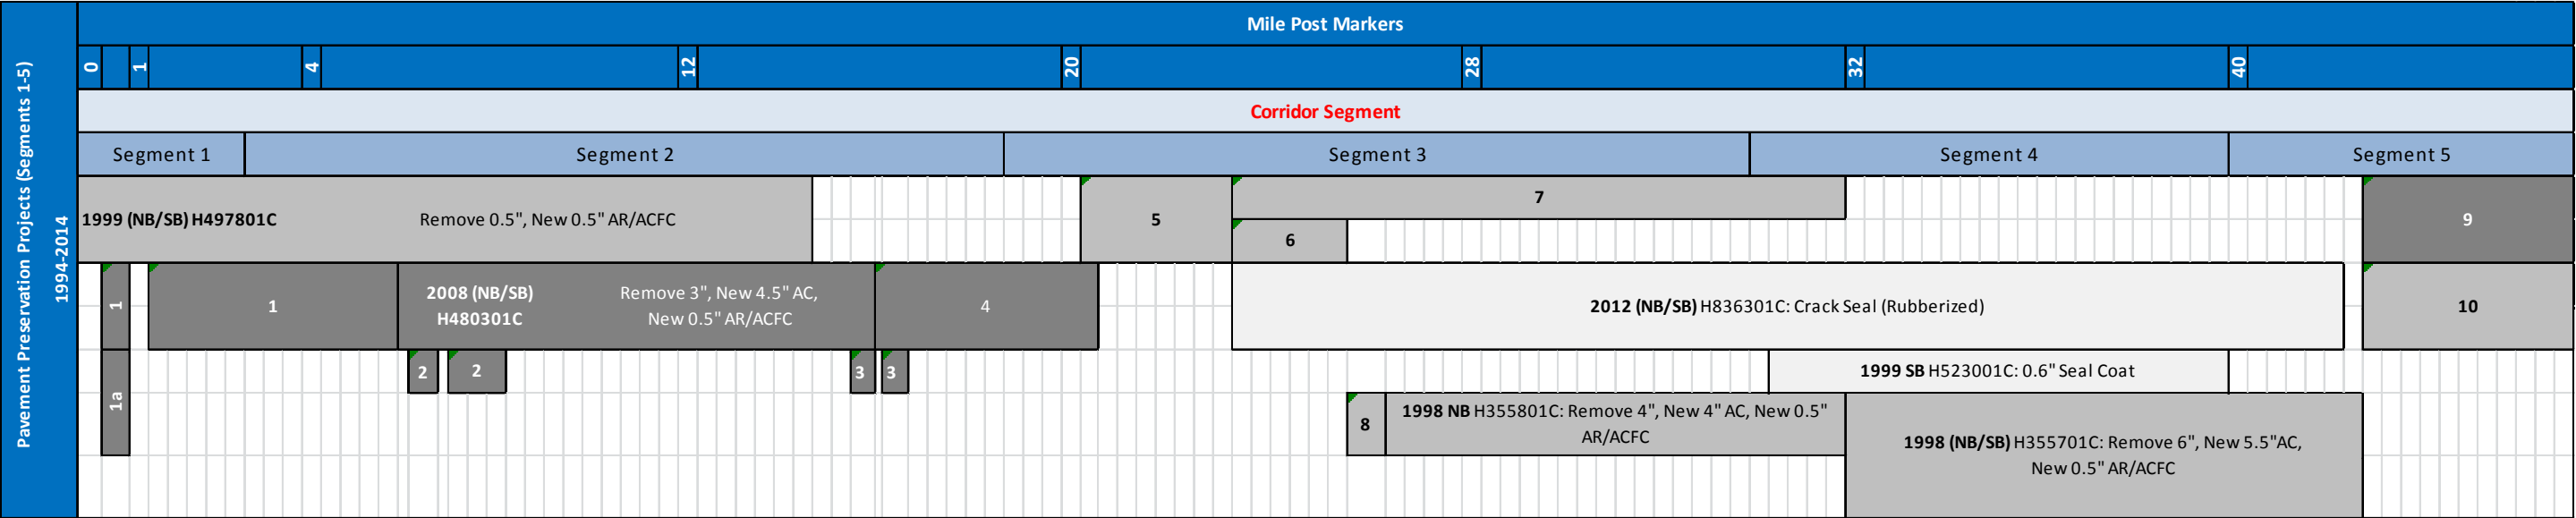 Pavement Preservation Projects (Segments 1-5)
1994-2014
Mile Post Markers
0 1 4 12 20 28 32 40
Corridor Segment
Segment 1 Segment 2 Segment 3 Segment 4 Segment 5
1999 (NB/SB) H497801C Remove 0.5", New 0.5" AR/ACFC
5
7
6
9
1
1
2008 (NB/SB)
H480301C
Remove 3", New 4.5" AC,
New 0.5" AR/ACFC
4
2012 (NB/SB) H836301C: Crack Seal (Rubberized)
10
1a
2
2
3
3
1999 SB H523001C: 0.6" Seal Coat
8
1998 NB H355801C: Remove 4", New 4" AC, New 0.5"
AR/ACFC
1998 (NB/SB) H355701C: Remove 6", New 5.5"AC,
New 0.5" AR/ACFC